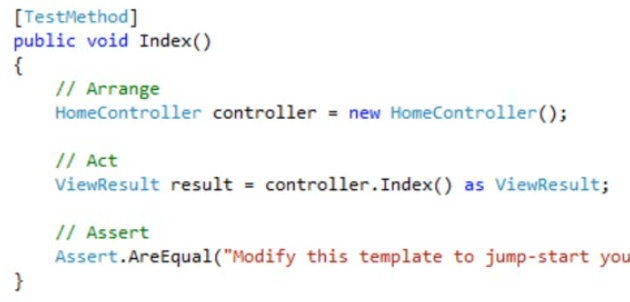 [TestMethod]
public void Index()
{
    // Arrange
    HomeController controller = new HomeController();
    // Act
    ViewResult result = controller.Index() as ViewResult;
    // Assert
    Assert.AreEqual("Modify this template to jump-start you
}